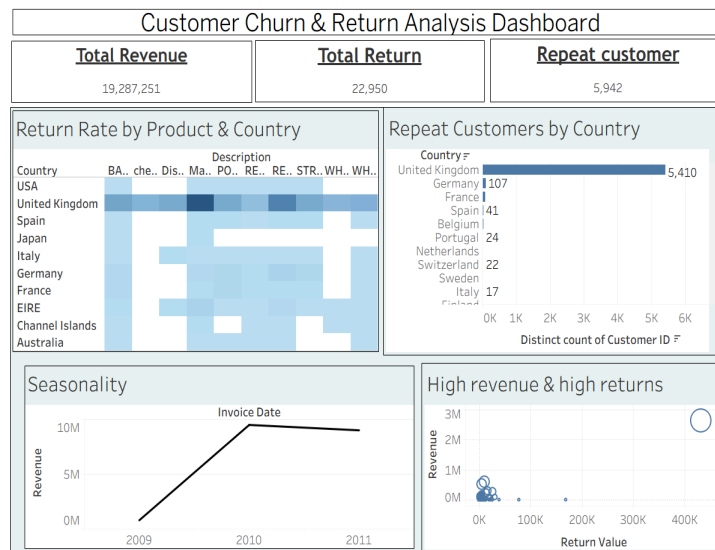 Customer Churn & Return Analysis Dashboard
Total Revenue
19,287,251
Total Return
22,950
Repeat customer
5,942
Return Rate by Product & Country
Description
Country BA.. che.. Dis.. Ma.. PO.. RE.. RE.. STR.. WH.. WH..
USA
United Kingdom
Spain
Japan
Italy
Germany
France
EIRE
Channel Islands
Australia
Repeat Customers by Country
Country
United Kingdom 5,410
Germany 107
France
Spain 41
Belgium
Portugal 24
Netherlands
Switzerland 22
Sweden
Italy 17
Finland
0K 1K 2K 3K 4K 5K 6K
Distinct count of Customer ID
Seasonality
Invoice Date
Revenue
10M
5M
0M
2009 2010 2011
High revenue & high returns
Revenue
3M
2M
1M
0M
0K 100K 200K 300K 400K
Return Value